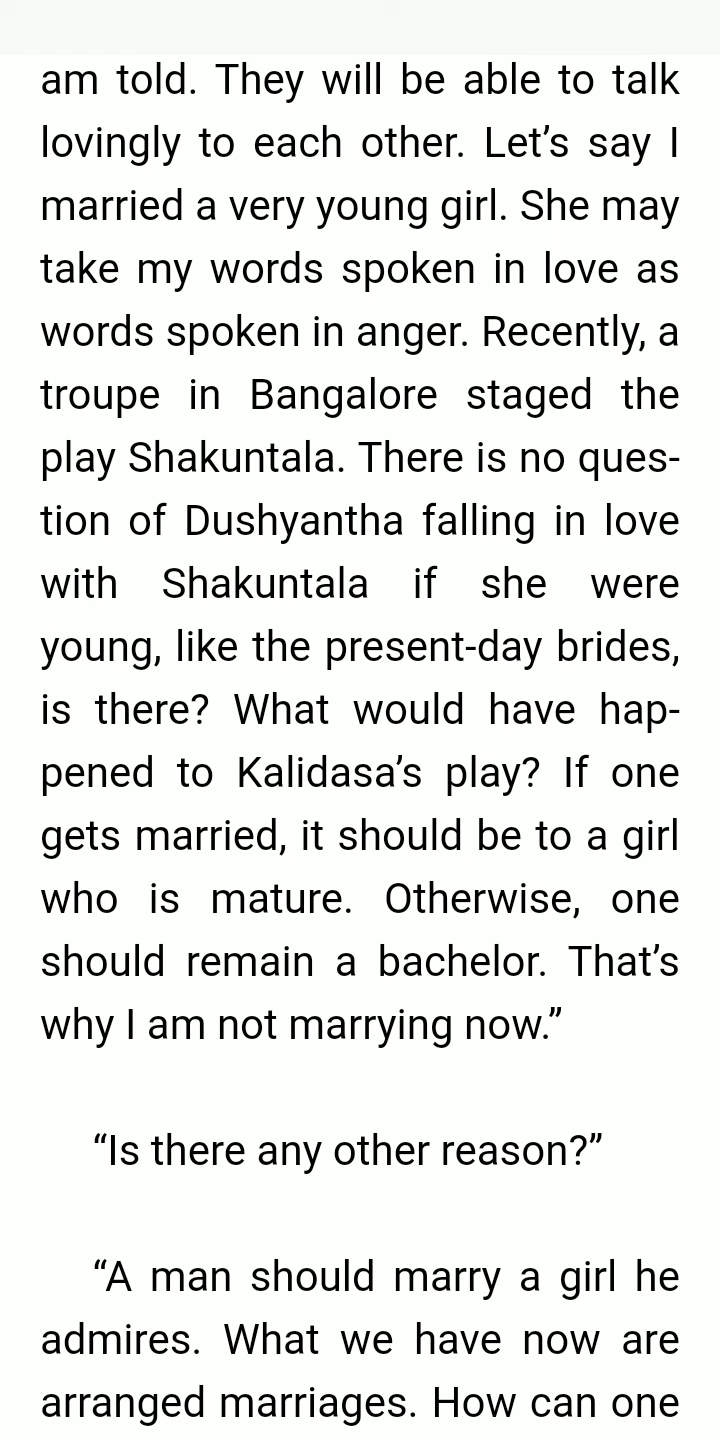 am told. They will be able to talk
lovingly to each other. Let’s say I
married a very young girl. She may
take my words spoken in love as
words spoken in anger. Recently, a
troupe in Bangalore staged the
play Shakuntala. There is no ques-
tion of Dushyantha falling in love
with Shakuntala if she were
young, like the present-day brides,
is there? What would have hap-
pened to Kalidasa’s play? If one
gets married, it should be to a girl
who is mature. Otherwise, one
should remain a bachelor. That’s
why I am not marrying now.”
“Is there any other reason?”
“A man should marry a girl he
admires. What we have now are
arranged marriages. How can one